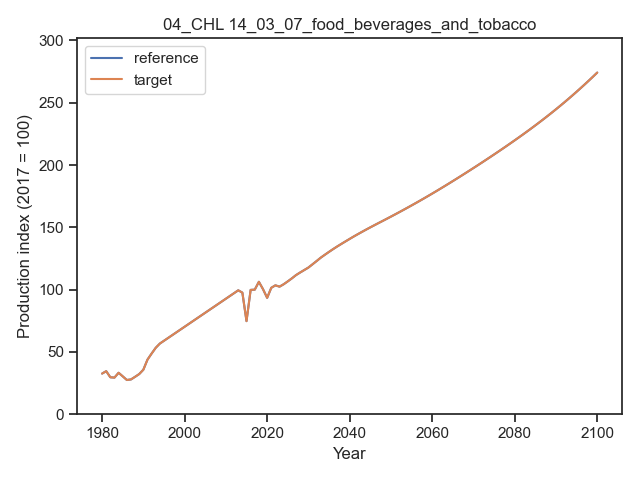 04_CHL 14_03_07_food_beverages_and_tobacco
reference
target
Production index (2017 = 100)
300
250
200
150
100
50
0
1980 2000 2020 2040 2060 2080 2100
Year